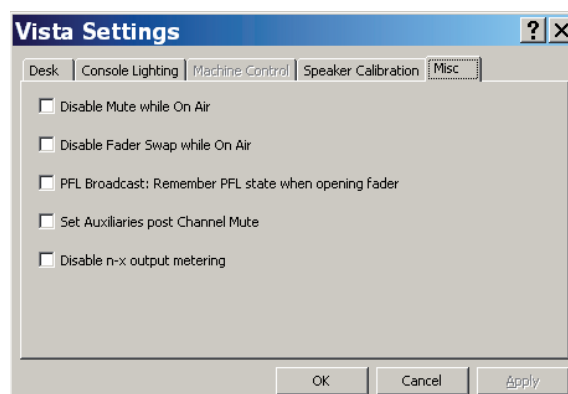 Vista Settings
Desk Console Lighting Machine Control Speaker Calibration Misc
Disable Mute while On Air
Disable Fader Swap while On Air
PFL Broadcast: Remember PFL state when opening fader
Set Auxiliaries post Channel Mute
Disable n-x output metering
OK Cancel Apply